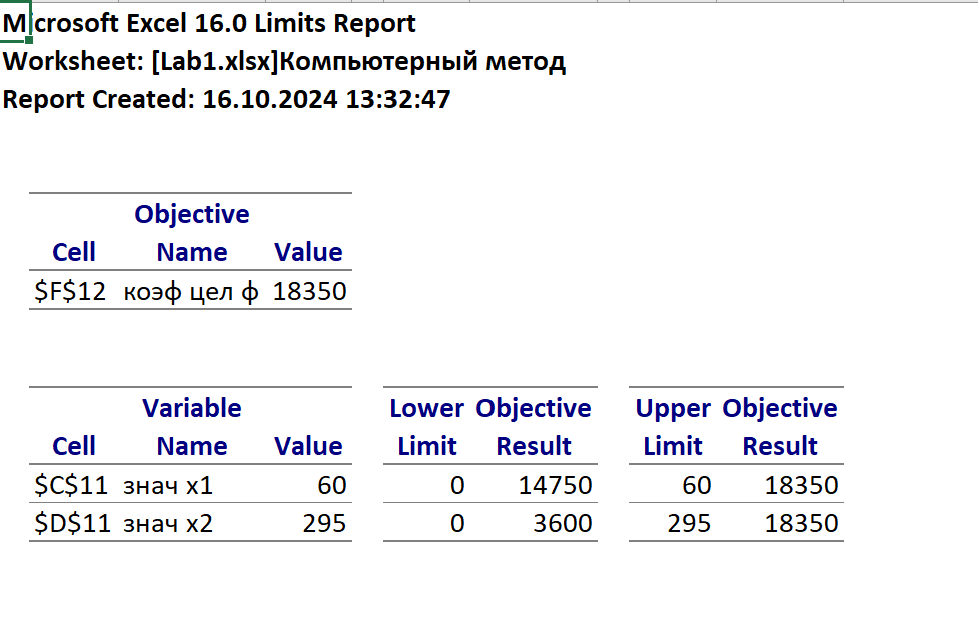 Microsoft Excel 16.0 Limits Report
Worksheet: [Lab1.xlsx]Компьютерный метод
Report Created: 16.10.2024 13:32:47
Objective
Cell Name Value
$F$12 коэф цел ф 18350
Variable Lower Objective Upper Objective
Cell Name Value Limit Result Limit Result
$C$11 знач x1 60 0 14750 60 18350
$D$11 знач x2 295 0 3600 295 18350